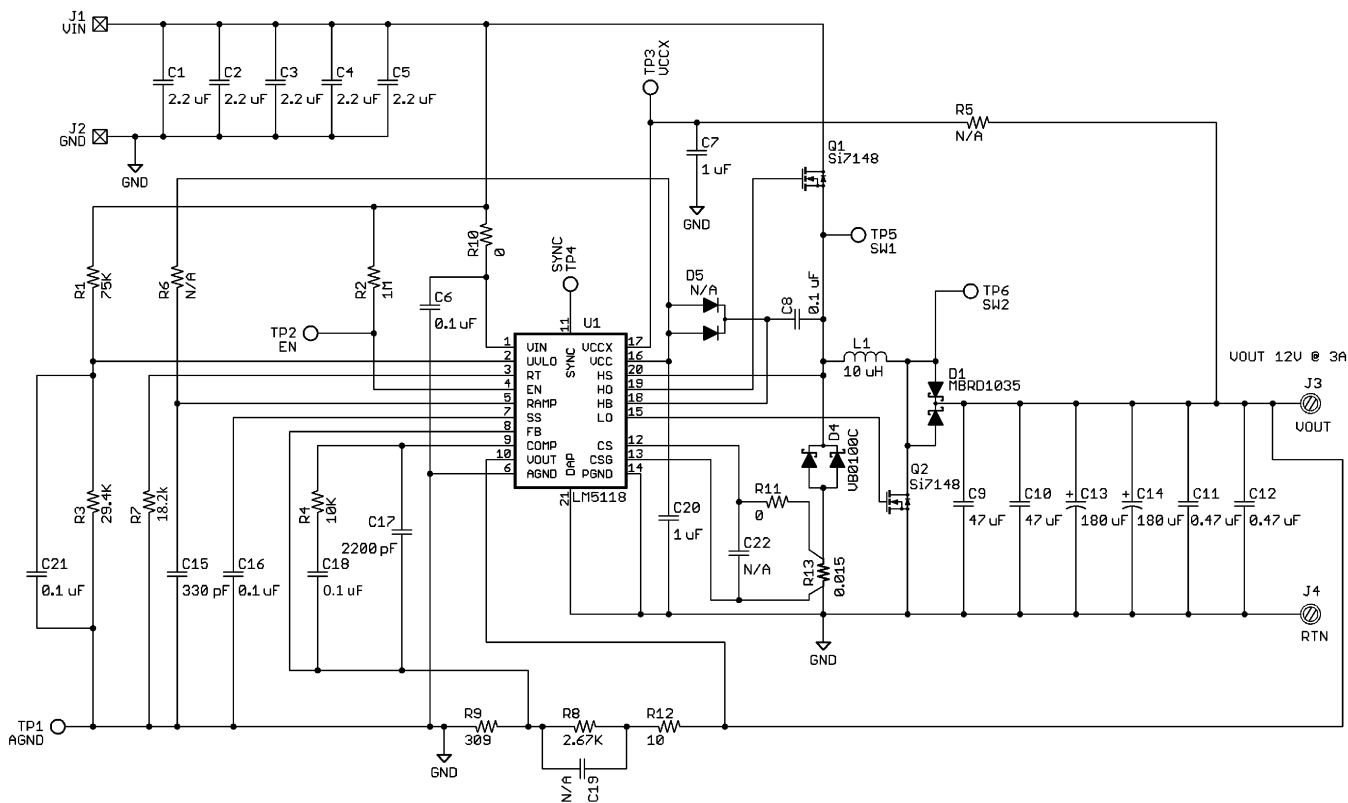 J1
VIN
C1
2.2 uF
C2
2.2 uF
C3
2.2 uF
C4
2.2 uF
C5
2.2 uF
J2
GND
GND
TP3
VCCX
C7
1 uF
GND
R5
N/A
Q1
Si7148
TP5
SW1
R1
75K
R6
N/A
R2
1M
R10
0
TP2
EN
C6
0.1 uF
SYNC
TP4
D5
N/A
C8
0.1 uF
TP6
SW2
L1
10 uH
D1
MBRD1035
VOUT 12V @ 3A
J3
VOUT
U1
LM5118
11
SYNC
1 VIN
2 UVLO
3 RT
4 EN
5 RAMP
7 SS
8 FB
9 COMP
10 VOUT
6 AGND
DAP
21
VCCX 17
VCC 16
HS 20
HO 19
HB 18
LO 15
CS 12
CSG 13
PGND 14
D4
VB0100C
Q2
Si7148
R3
29.4K
R7
18.2k
R4
10K
C17
2200 pF
C20
1 uF
R11
0
C22
N/A
R13
0.015
C9
47 uF
C10
47 uF
+
C13
180 uF
+
C14
180 uF
C11
0.47 uF
C12
0.47 uF
C21
0.1 uF
C15
330 pF
C16
0.1 uF
C18
0.1 uF
GND
J4
RTN
TP1
AGND
GND
R9
309
R8
2.67K
R12
10
N/A
C19